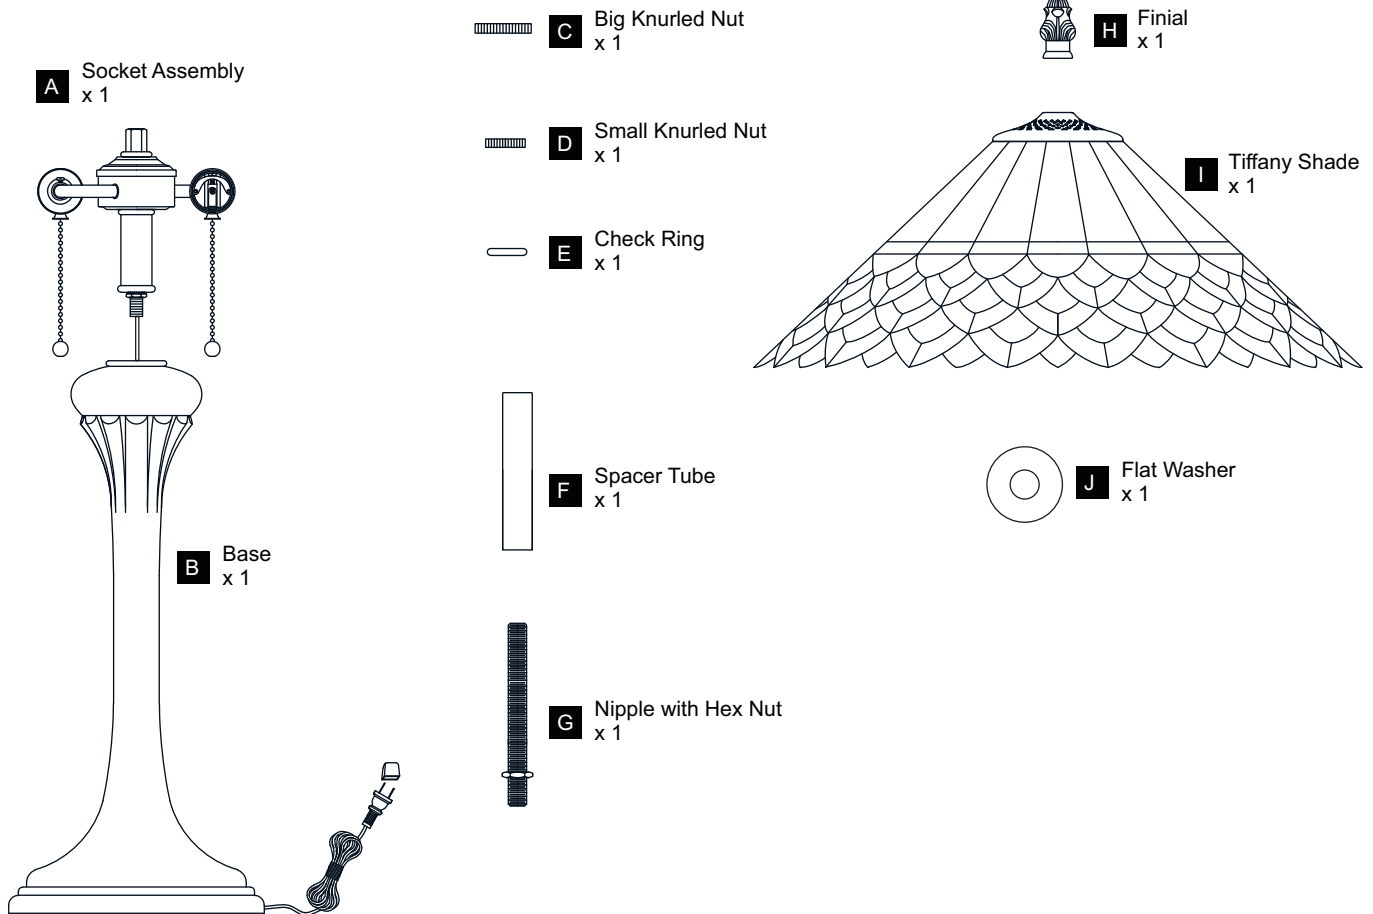 A
Socket Assembly
x 1
B
Base
x 1
C
Big Knurled Nut
x 1
D
Small Knurled Nut
x 1
E
Check Ring
x 1
F
Spacer Tube
x 1
G
Nipple with Hex Nut
x 1
H
Finial
x 1
I
Tiffany Shade
x 1
J
Flat Washer
x 1